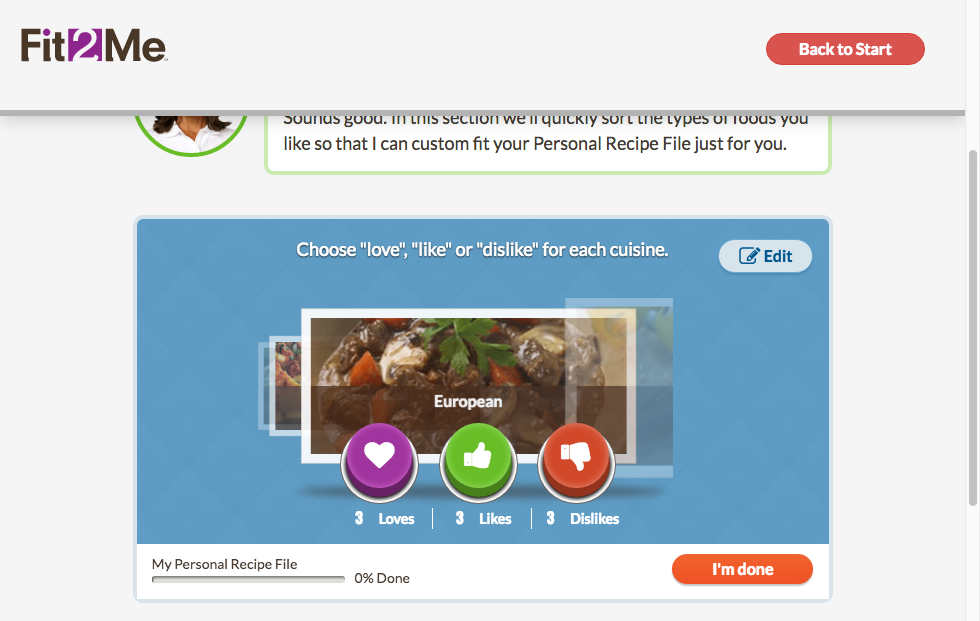 Fit2Me
Back to Start
Sounds good. In this section we'll quickly sort the types of foods you
like so that I can custom fit your Personal Recipe File just for you.
Choose "love", "like" or "dislike" for each cuisine.
Edit
European
3 Loves
3 Likes
3 Dislikes
My Personal Recipe File
0% Done
I'm done